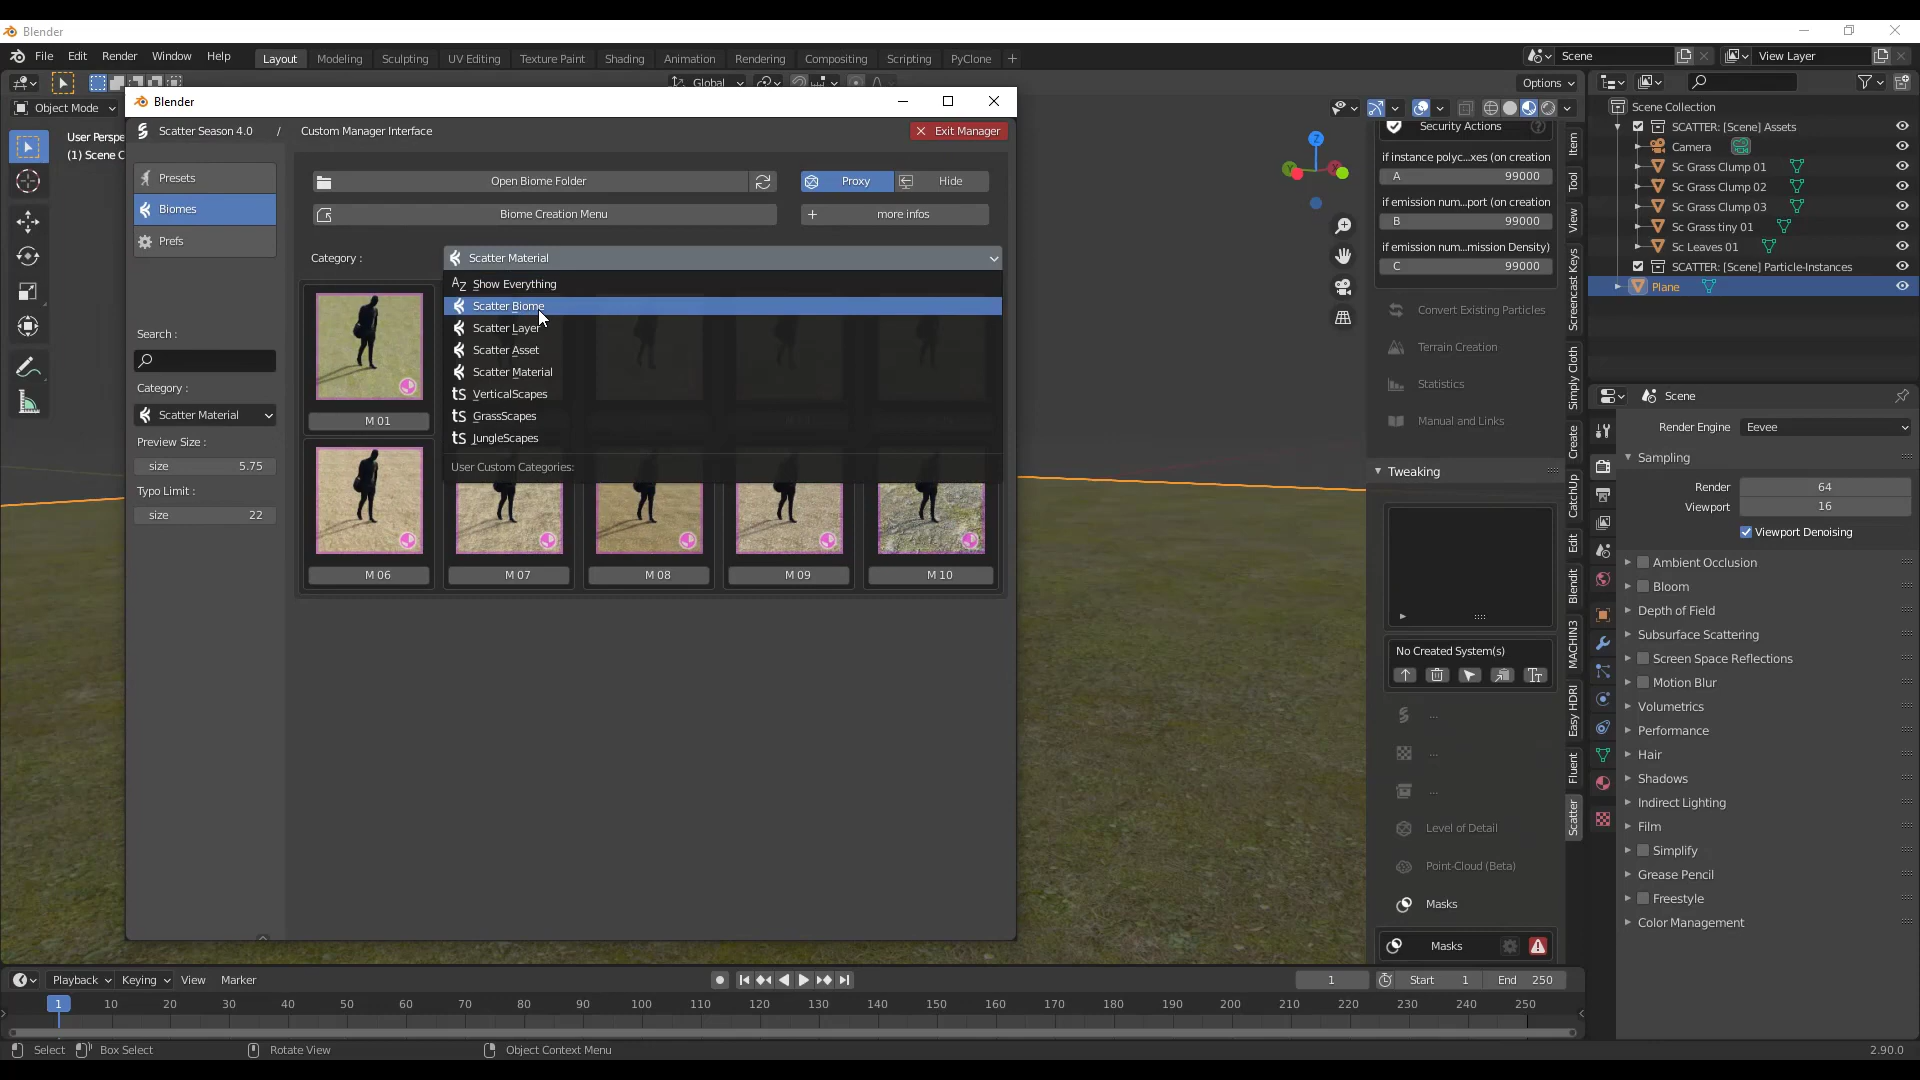 Blender
File Edit Render Window Help Layout Modeling Sculpting UV Editing Texture Paint Shading Animation Rendering Compositing Scripting PyClone + Scene View Layer
Global Options
Object Mode
User Perspe
(1) Scene C
Blender
Scatter Season 4.0 / Custom Manager Interface Exit Manager
Presets
Biomes
Prefs
Search :
Category :
Scatter Material
Preview Size :
size 5.75
Typo Limit :
size 22
Open Biome Folder Proxy Hide
Biome Creation Menu + more infos
Category : Scatter Material
Show Everything
Scatter Biome
Scatter Layer
Scatter Asset
Scatter Material
tS VerticalScapes
tS GrassScapes
tS JungleScapes
User Custom Categories:
M 01
M 06 M 07 M 08 M 09 M 10
Security Actions
if instance polyc...xes (on creation
A 99000
if emission num...port (on creation
B 99000
if emission num...mission Density)
C 99000
Convert Existing Particles
Terrain Creation
Statistics
Manual and Links
Tweaking
No Created System(s)
...
...
...
Level of Detail
Point-Cloud (Beta)
Masks
Masks
Item
Tool
View
Screencast Keys
Simply Cloth
Create
CatchUp
Edit
Blendit
MACHIN3
Easy HDRI
Fluent
Scatter
Scene Collection
SCATTER: [Scene] Assets
Camera
Sc Grass Clump 01
Sc Grass Clump 02
Sc Grass Clump 03
Sc Grass tiny 01
Sc Leaves 01
SCATTER: [Scene] Particle-Instances
Plane
Scene
Render Engine Eevee
Sampling
Render 64
Viewport 16
Viewport Denoising
Ambient Occlusion
Bloom
Depth of Field
Subsurface Scattering
Screen Space Reflections
Motion Blur
Volumetrics
Performance
Hair
Shadows
Indirect Lighting
Film
Simplify
Grease Pencil
Freestyle
Color Management
Playback Keying View Marker 1 Start 1 End 250
1 10 20 30 40 50 60 70 80 90 100 110 120 130 140 150 160 170 180 190 200 210 220 230 240 250
Select Box Select Rotate View Object Context Menu 2.90.0